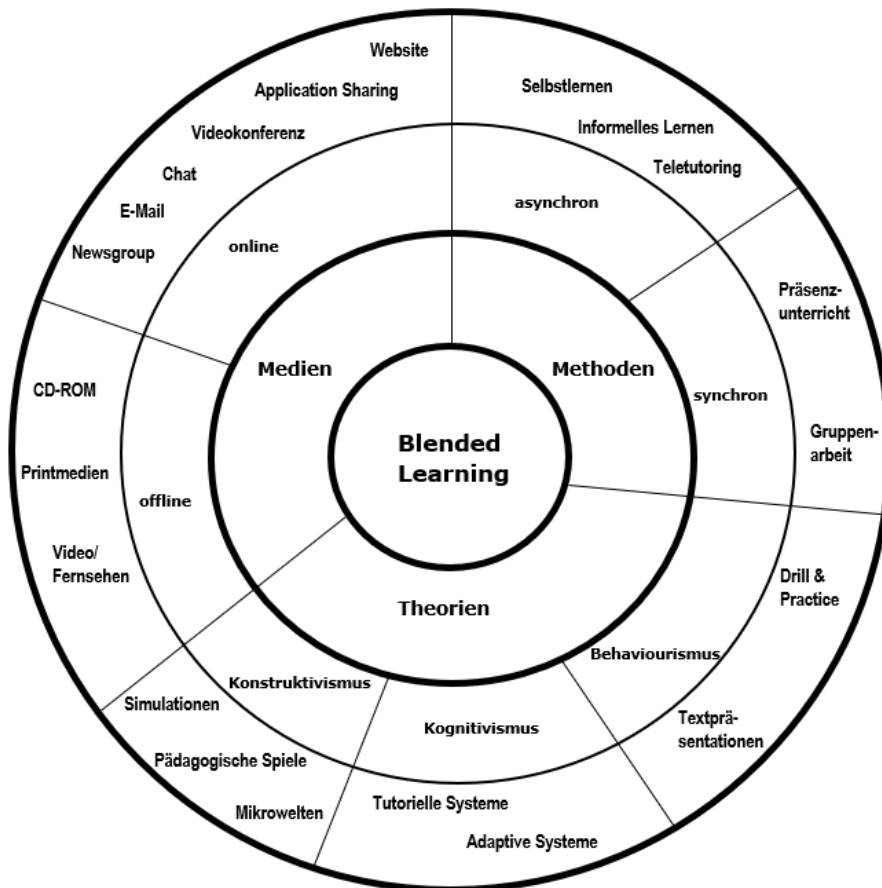 Website
Application Sharing
Videokonferenz
Chat
E-Mail
Newsgroup
online
Selbstlernen
Informelles Lernen
Teletutoring
asynchron
Präsenz-
unterricht
Gruppen-
arbeit
synchron
Medien
Methoden
Blended
Learning
Theorien
CD-ROM
Printmedien
Video/
Fernsehen
offline
Drill &
Practice
Textprä-
sentationen
Behaviourismus
Konstruktivismus
Kognitivismus
Simulationen
Pädagogische Spiele
Mikrowelten
Tutorielle Systeme
Adaptive Systeme